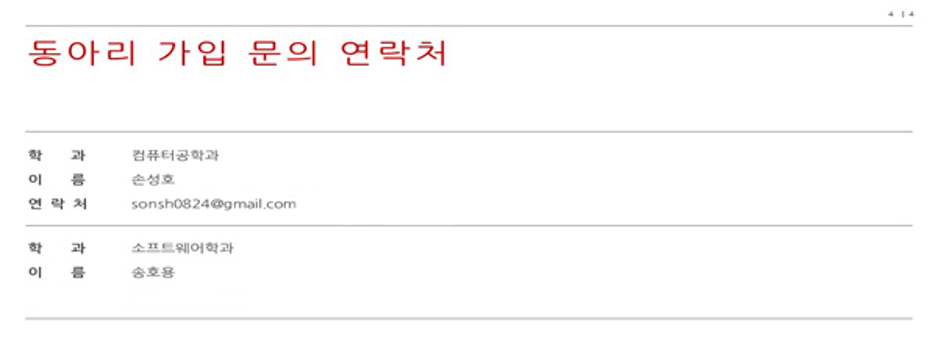 4 | 4
동아리 가입 문의 연락처
학 과 컴퓨터공학과
이 름 손성호
연 락 처 sonsh0824@gmail.com
학 과 소프트웨어학과
이 름 송호용